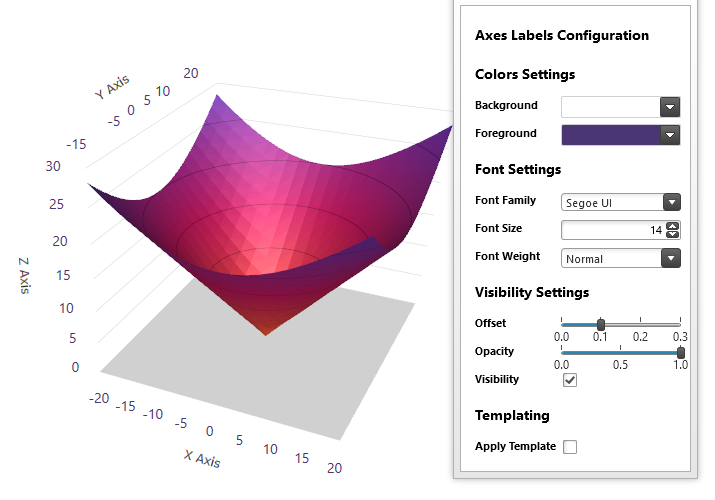 Y Axis
20
10
5
0
-5
-15
30
25
20
15
10
5
0
Z Axis
-20
-15
-10
-5
0
5
10
15
20
X Axis
Axes Labels Configuration
Colors Settings
Background
Foreground
Font Settings
Font Family Segoe UI
Font Size 14
Font Weight Normal
Visibility Settings
Offset
0.0 0.1 0.2 0.3
Opacity
0.0 0.5 1.0
Visibility
Templating
Apply Template